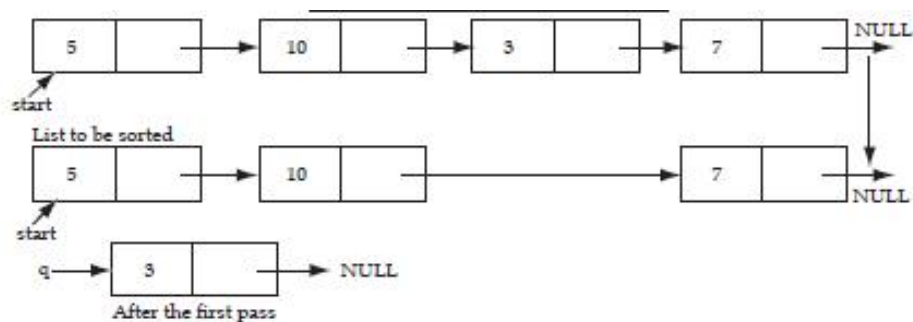 5 10 3 7 NULL
start
List to be sorted
5 10 7
NULL
start
q 3 NULL
After the first pass